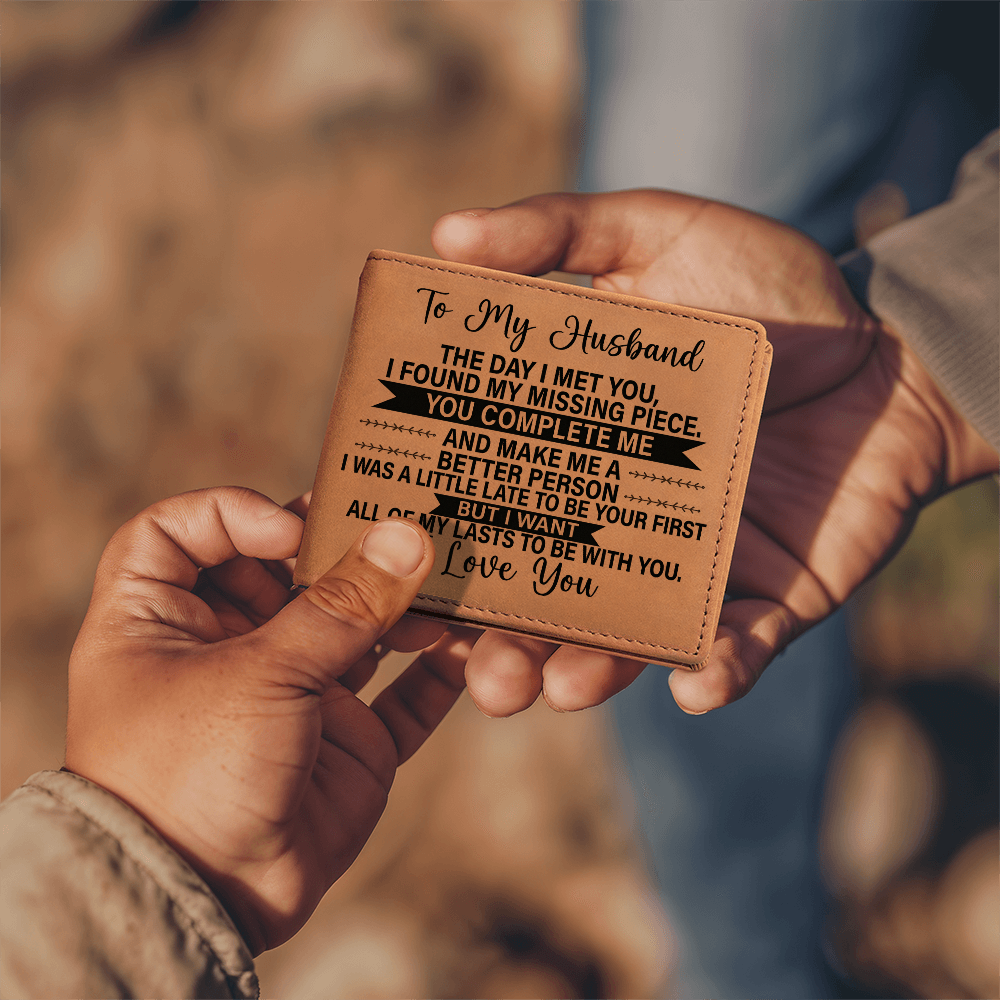 To My Husband
THE DAY I MET YOU,
I FOUND MY MISSING PIECE.
YOU COMPLETE ME
AND MAKE ME A
BETTER PERSON
I WAS A LITTLE LATE TO BE YOUR FIRST
BUT I WANT
ALL OF MY LASTS TO BE WITH YOU.
Love You